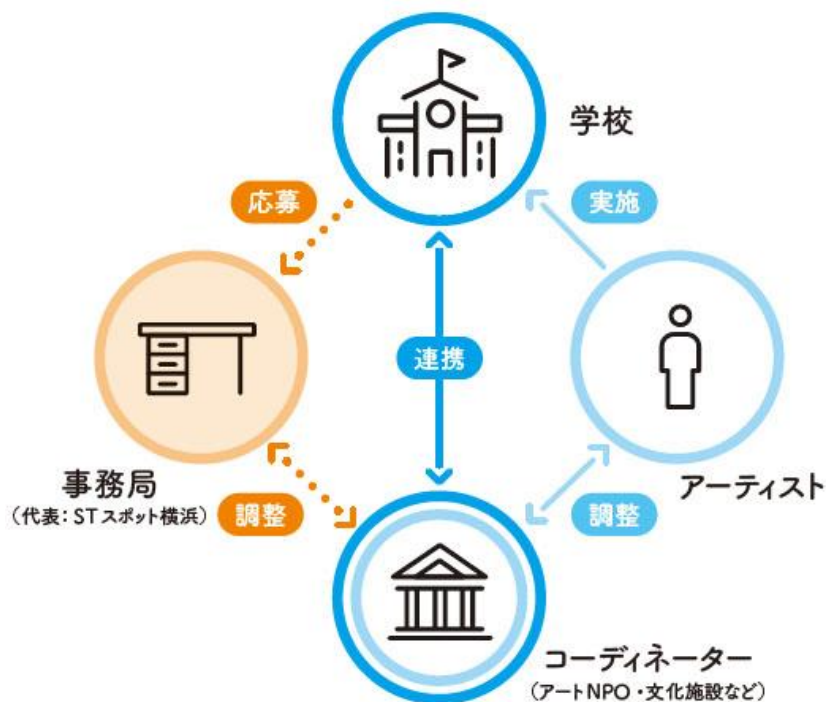 学校
応募
実施
連携
事務局
(代表：STスポット横浜)
調整
アーティスト
調整
コーディネーター
(アートNPO・文化施設など)